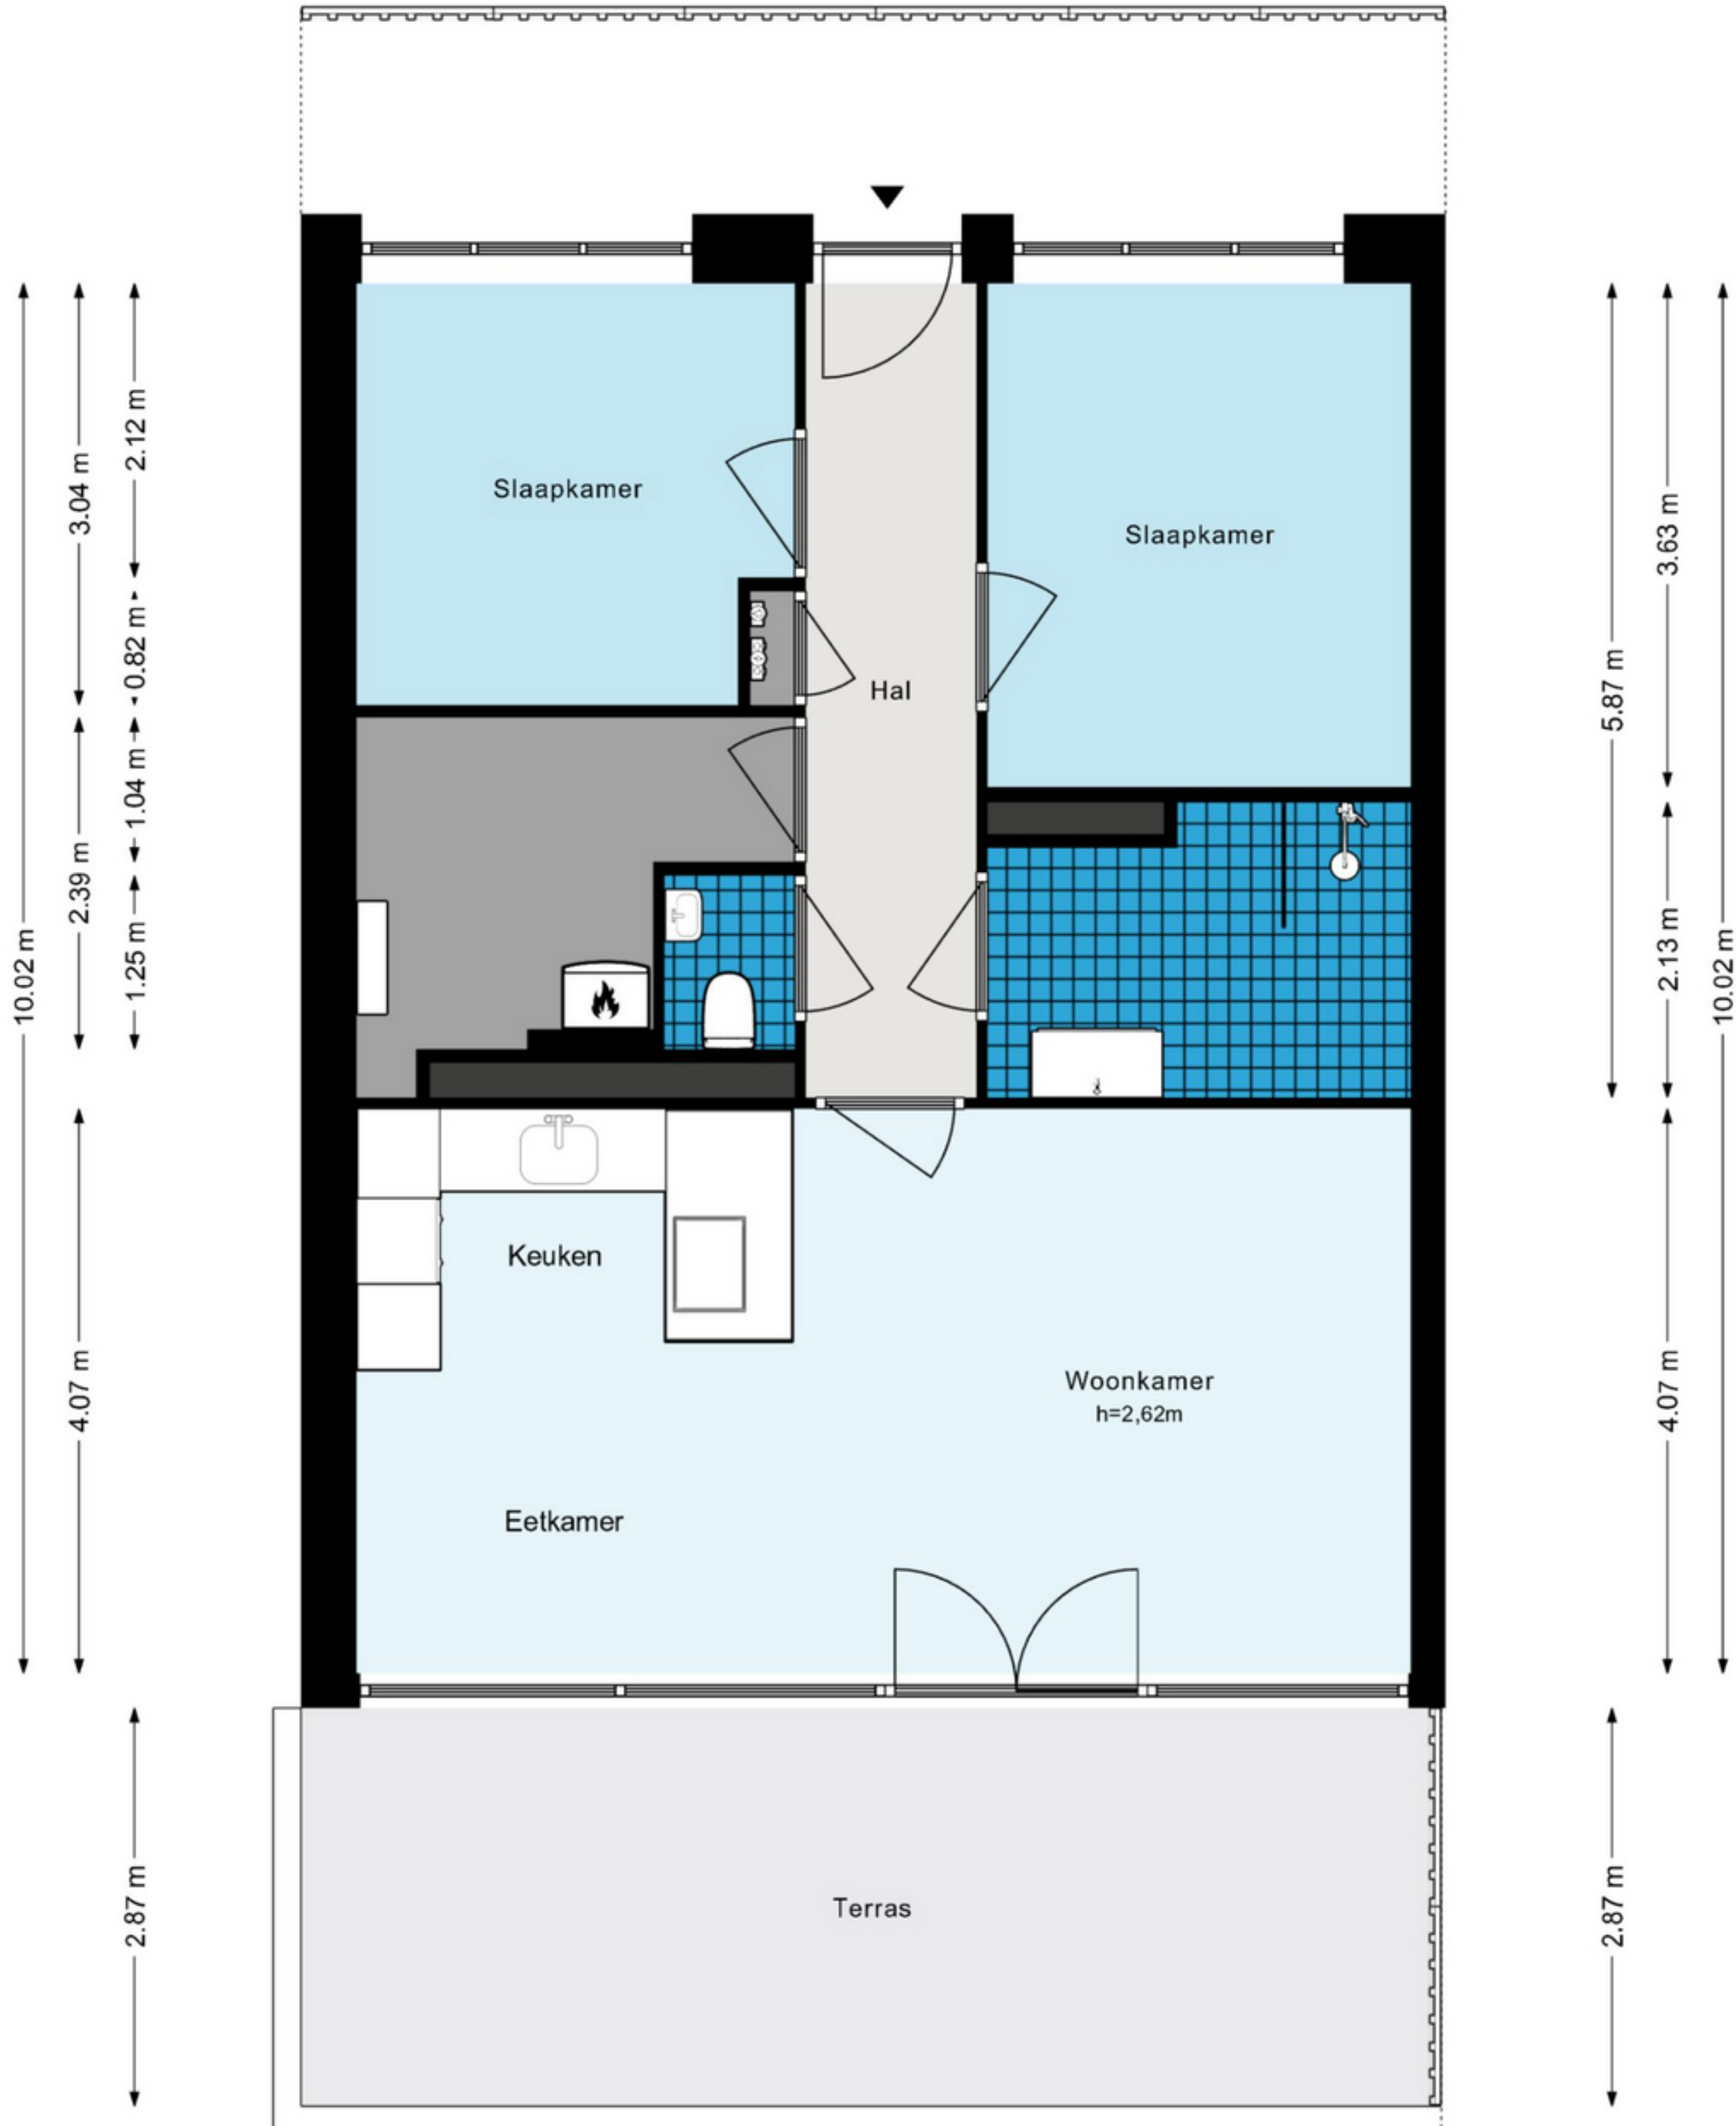 2.12 m
3.04 m
Slaapkamer
Slaapkamer
3.63 m
0.82 m
Hal
5.87 m
1.04 m
2.39 m
1.25 m
2.13 m
10.02 m
10.02 m
Keuken
4.07 m
Woonkamer
4.07 m
h=2,62m
Eetkamer
2.87 m
Terras
2.87 m